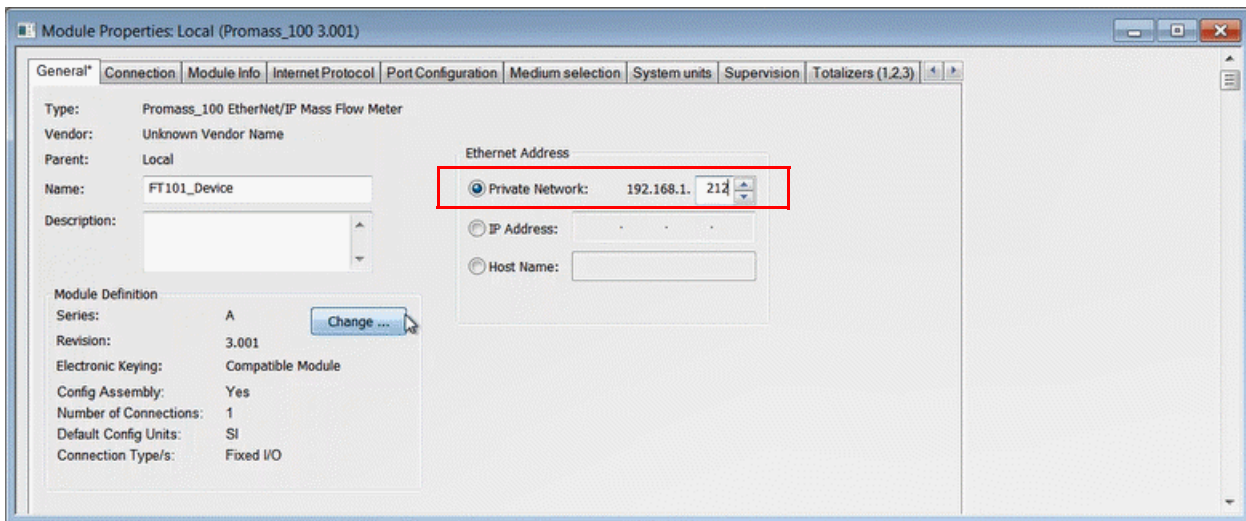 Module Properties: Local (Promass_100 3.001)
General* Connection Module Info Internet Protocol Port Configuration Medium selection System units Supervision Totalizers (1,2,3)
Type: Promass_100 EtherNet/IP Mass Flow Meter
Vendor: Unknown Vendor Name
Parent: Local
Name: FT101_Device
Description:
Ethernet Address
Private Network: 192.168.1. 212
IP Address: . . .
Host Name:
Module Definition
Series: A Change ...
Revision: 3.001
Electronic Keying: Compatible Module
Config Assembly: Yes
Number of Connections: 1
Default Config Units: SI
Connection Type/s: Fixed I/O